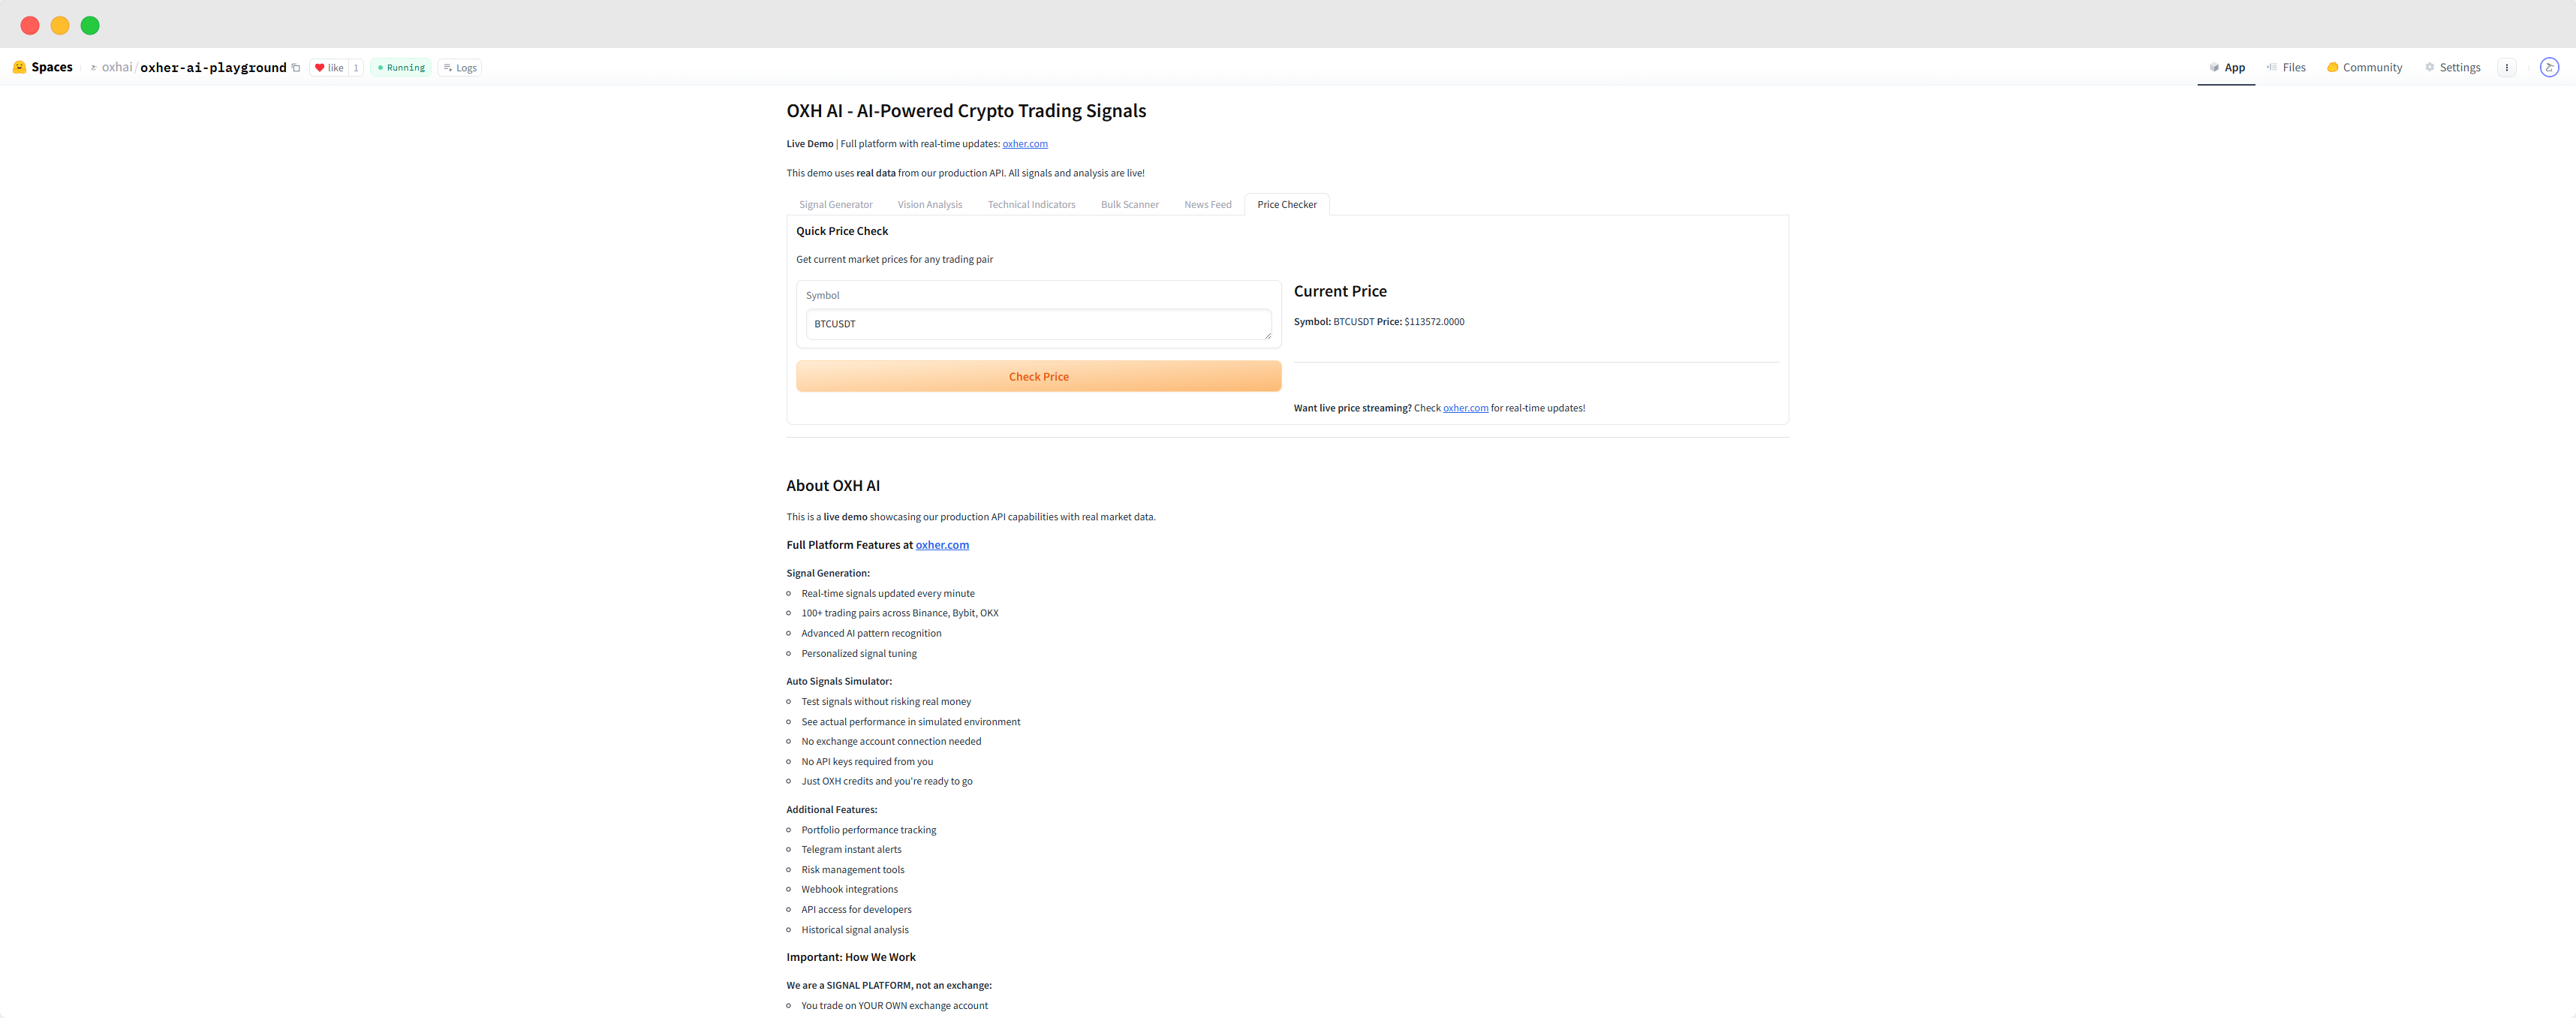 Spaces oxhai/oxher-ai-playground like 1 Running Logs
App Files Community Settings
OXH AI - AI-Powered Crypto Trading Signals
Live Demo | Full platform with real-time updates: oxher.com
This demo uses real data from our production API. All signals and analysis are live!
Signal Generator Vision Analysis Technical Indicators Bulk Scanner News Feed Price Checker
Quick Price Check
Get current market prices for any trading pair
Symbol
BTCUSDT
Check Price
Current Price
Symbol: BTCUSDT Price: $113572.0000
Want live price streaming? Check oxher.com for real-time updates!
About OXH AI
This is a live demo showcasing our production API capabilities with real market data.
Full Platform Features at oxher.com
Signal Generation:
Real-time signals updated every minute
100+ trading pairs across Binance, Bybit, OKX
Advanced AI pattern recognition
Personalized signal tuning
Auto Signals Simulator:
Test signals without risking real money
See actual performance in simulated environment
No exchange account connection needed
No API keys required from you
Just OXH credits and you're ready to go
Additional Features:
Portfolio performance tracking
Telegram instant alerts
Risk management tools
Webhook integrations
API access for developers
Historical signal analysis
Important: How We Work
We are a SIGNAL PLATFORM, not an exchange:
You trade on YOUR OWN exchange account